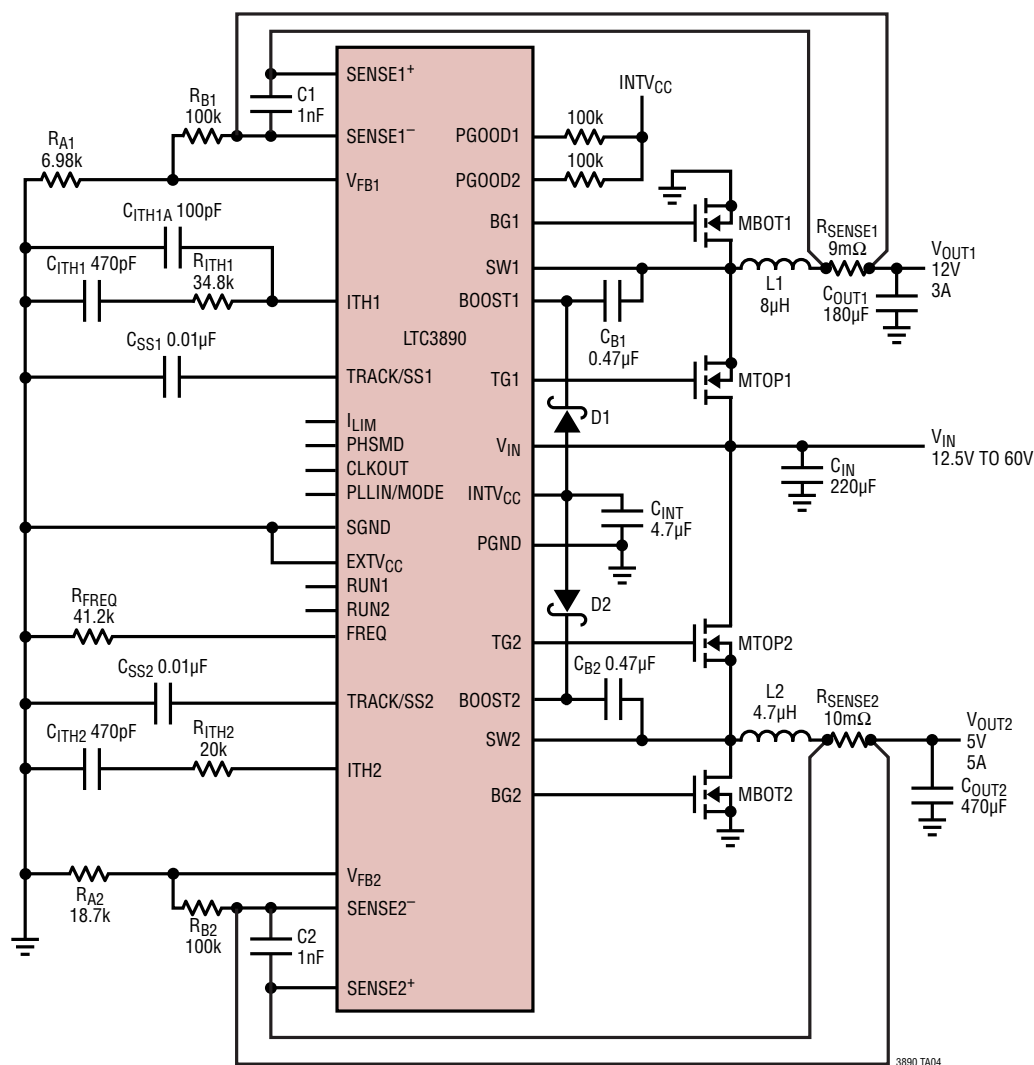 SENSE1+
C1
1nF
RB1
100k
SENSE1−
RA1
6.98k
VFB1
INTVCC
PGOOD1
100k
PGOOD2
100k
CITH1A 100pF
CITH1 470pF
RITH1
34.8k
ITH1
BG1
MBOT1
RSENSE1
9mΩ
VOUT1
12V
3A
SW1
L1
8µH
COUT1
180µF
BOOST1
CB1
0.47µF
LTC3890
CSS1 0.01µF
TRACK/SS1
TG1
MTOP1
ILIM
D1
PHSMD
VIN
VIN
12.5V TO 60V
CLKOUT
CIN
220µF
PLLIN/MODE
INTVCC
CINT
4.7µF
SGND
PGND
EXTVCC
RUN1
RUN2
D2
RFREQ
41.2k
FREQ
TG2
MTOP2
CSS2 0.01µF
TRACK/SS2
BOOST2
CB2 0.47µF
L2
4.7µH
RSENSE2
10mΩ
VOUT2
5V
5A
CITH2 470pF
RITH2
20k
ITH2
SW2
BG2
MBOT2
COUT2
470µF
VFB2
RA2
18.7k
SENSE2−
RB2
100k
C2
1nF
SENSE2+
3890 TA04